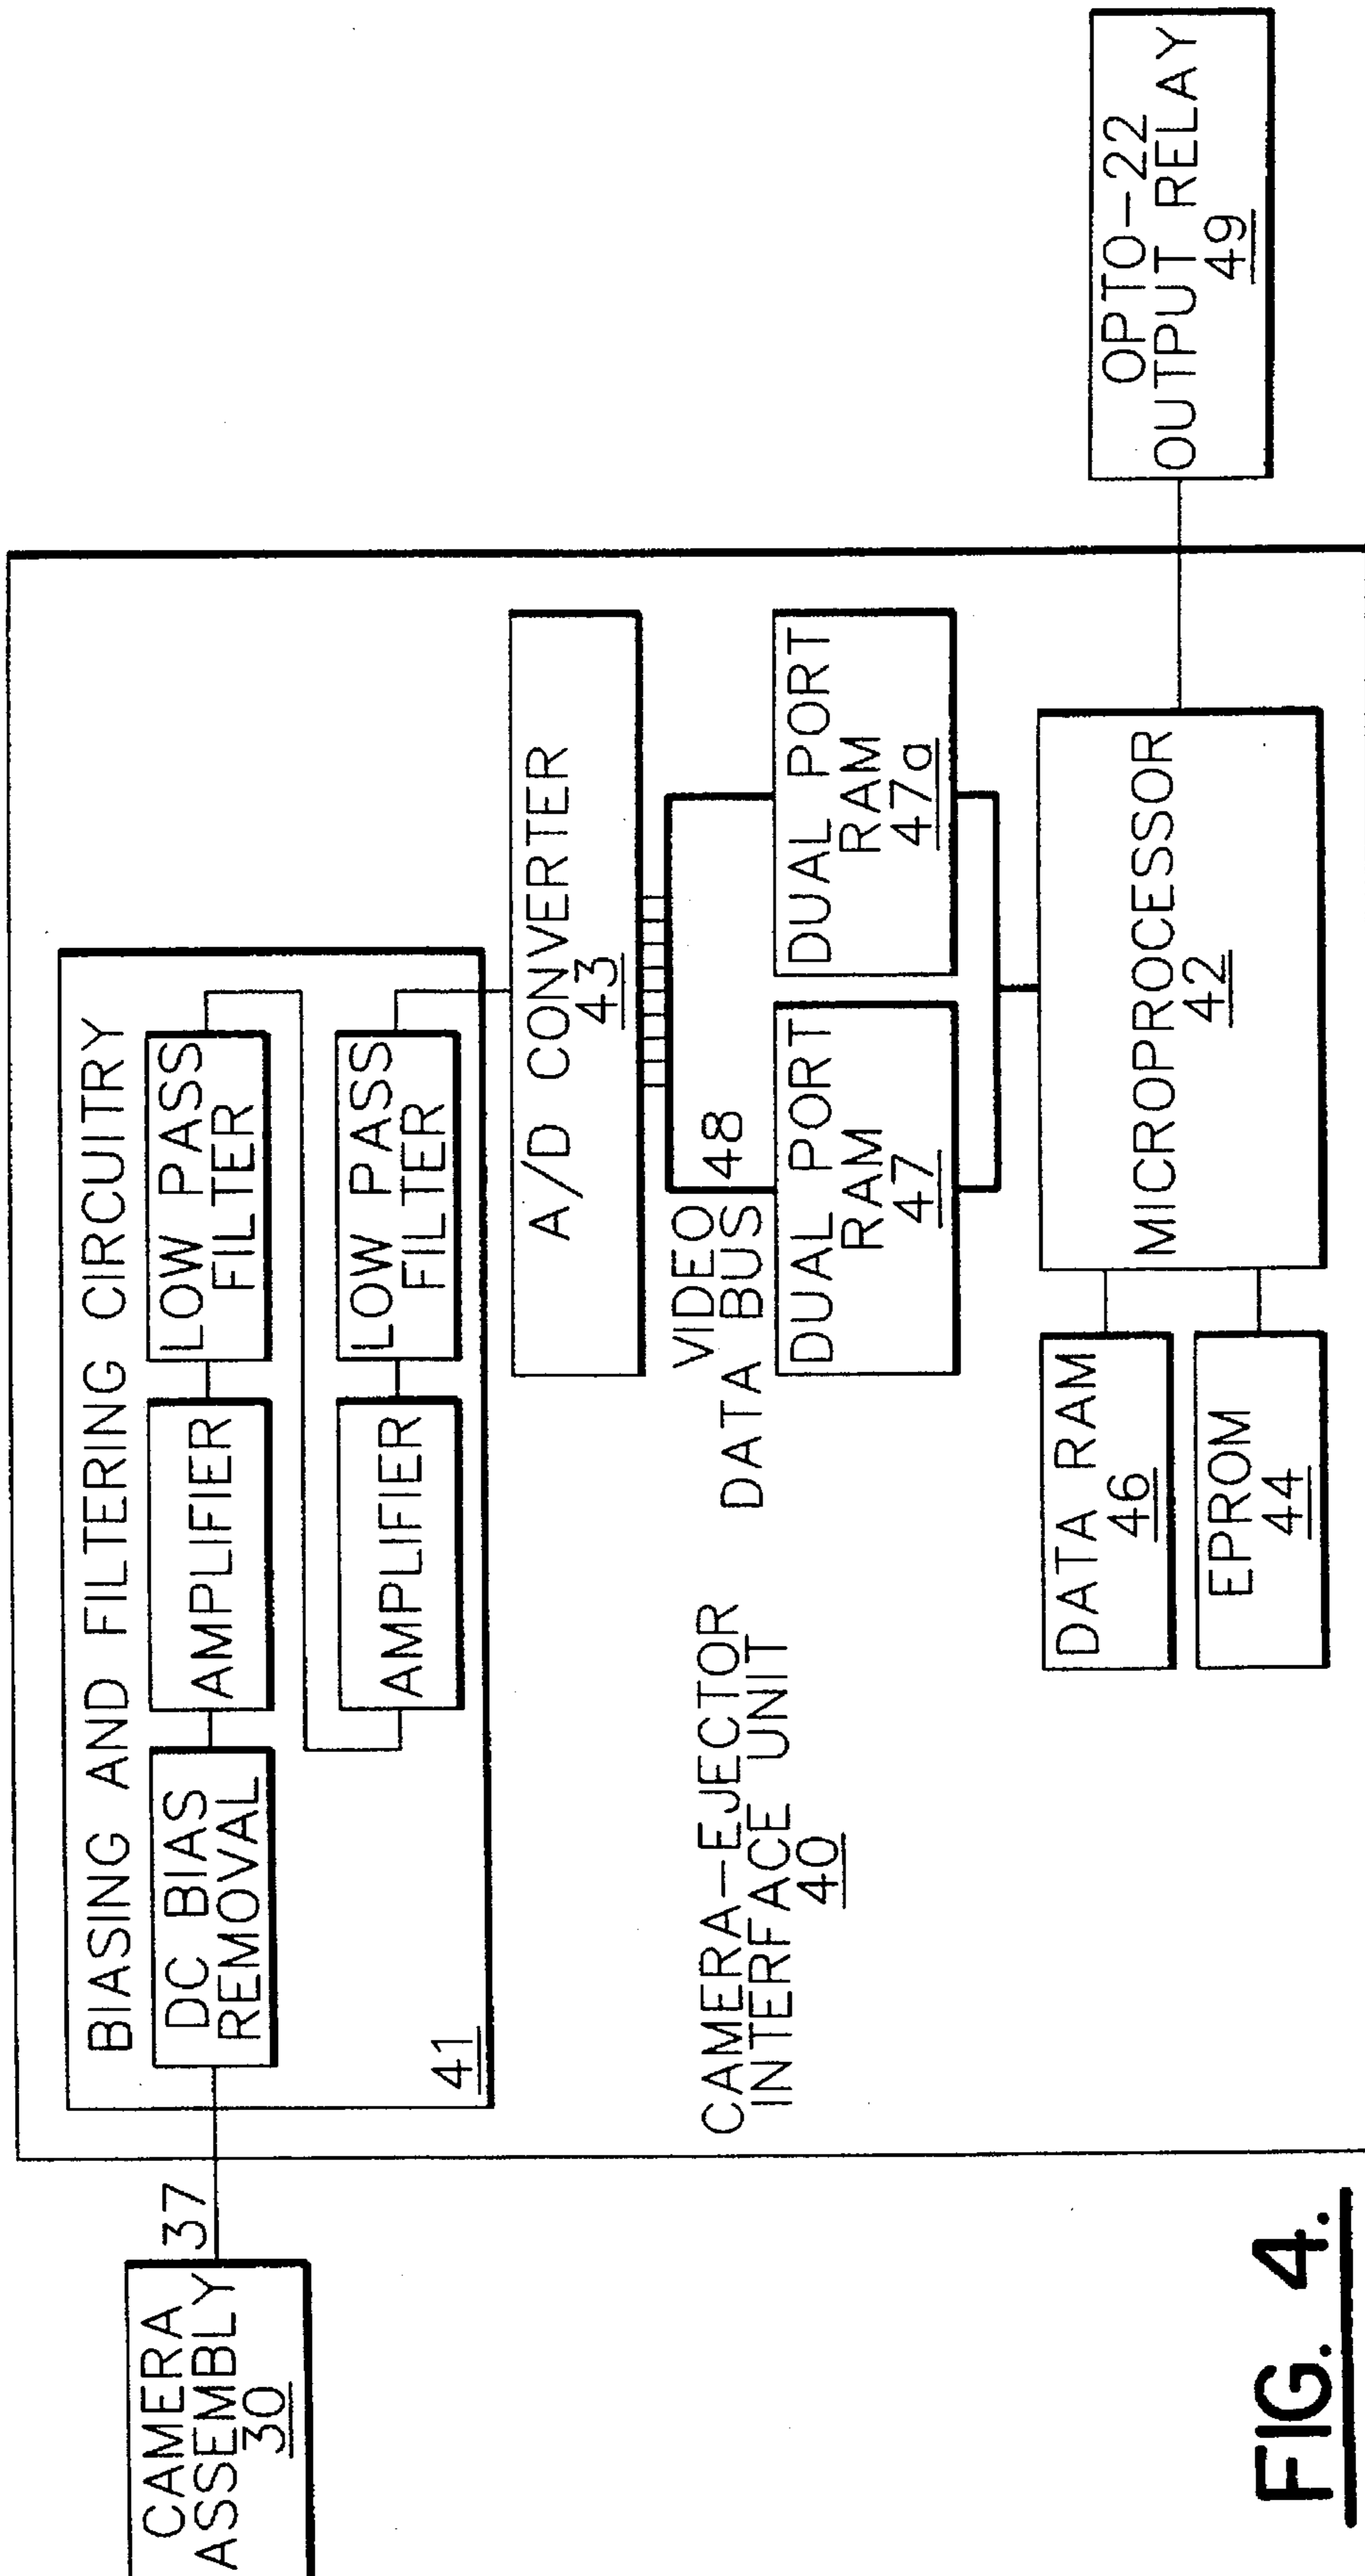 CAMERA
ASSEMBLY
30
37
BIASING AND FILTERING CIRCUITRY
DC BIAS
REMOVAL
AMPLIFIER
LOW PASS
FILTER
AMPLIFIER
LOW PASS
FILTER
41
A/D CONVERTER
43
VIDEO
DATA BUS 48
DUAL PORT
RAM
47
DUAL PORT
RAM
47a
CAMERA-EJECTOR
INTERFACE UNIT
40
DATA RAM
46
EPROM
44
MICROPROCESSOR
42
OPTO-22
OUTPUT RELAY
49
FIG. 4.